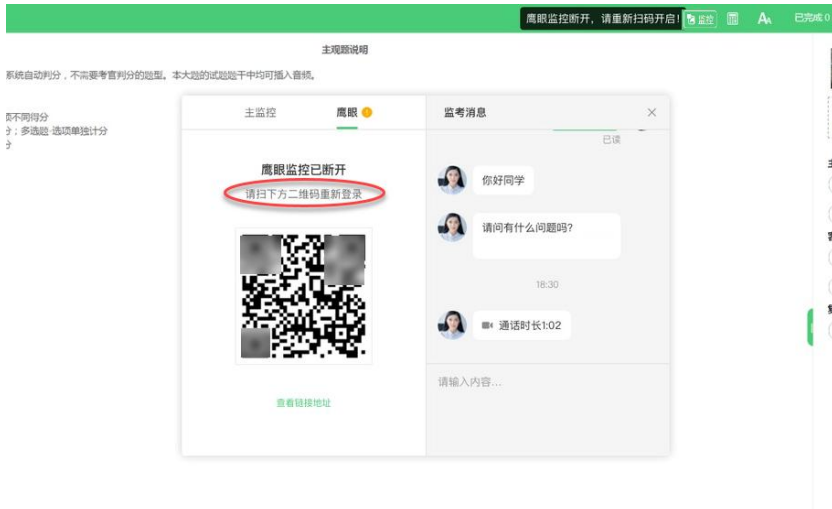 鹰眼监控断开，请重新扫码开启！
监控
AA
已完成 0
主观题说明
系统自动判分，不需要考官判分的题型。本大题的试题题干中均可插入音频。
项不同得分
分；多选题-选项单独计分
分
主监控
鹰眼
监考消息
已读
鹰眼监控已断开
请扫下方二维码重新登录
你好同学
请问有什么问题吗？
18:30
通话时长1:02
请输入内容...
查看链接地址